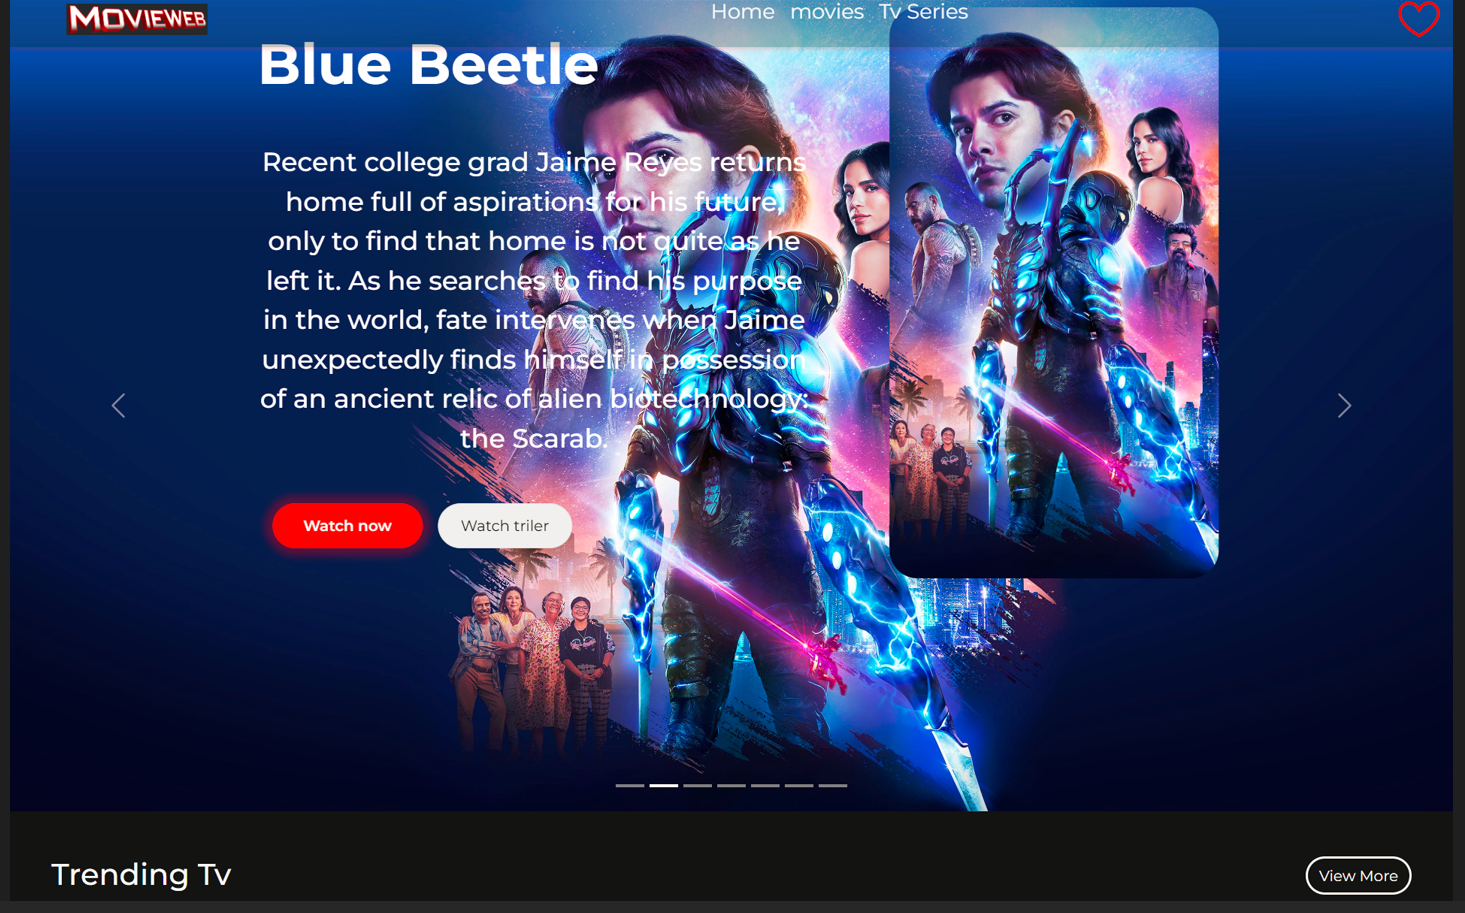 MOVIEWEB
Home movies Tv Series
Blue Beetle
Recent college grad Jaime Reyes returns
home full of aspirations for his future,
only to find that home is not quite as he
left it. As he searches to find his purpose
in the world, fate intervenes when Jaime
unexpectedly finds himself in possession
of an ancient relic of alien biotechnology:
the Scarab.
Watch now
Watch triler
Trending Tv
View More